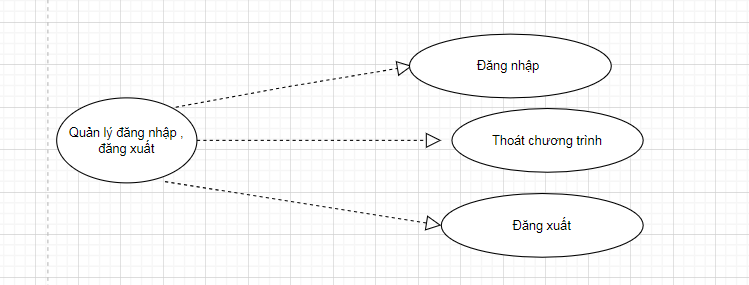 Đăng nhập
Quản lý đăng nhập ,
đăng xuất
Thoát chương trình
Đăng xuất